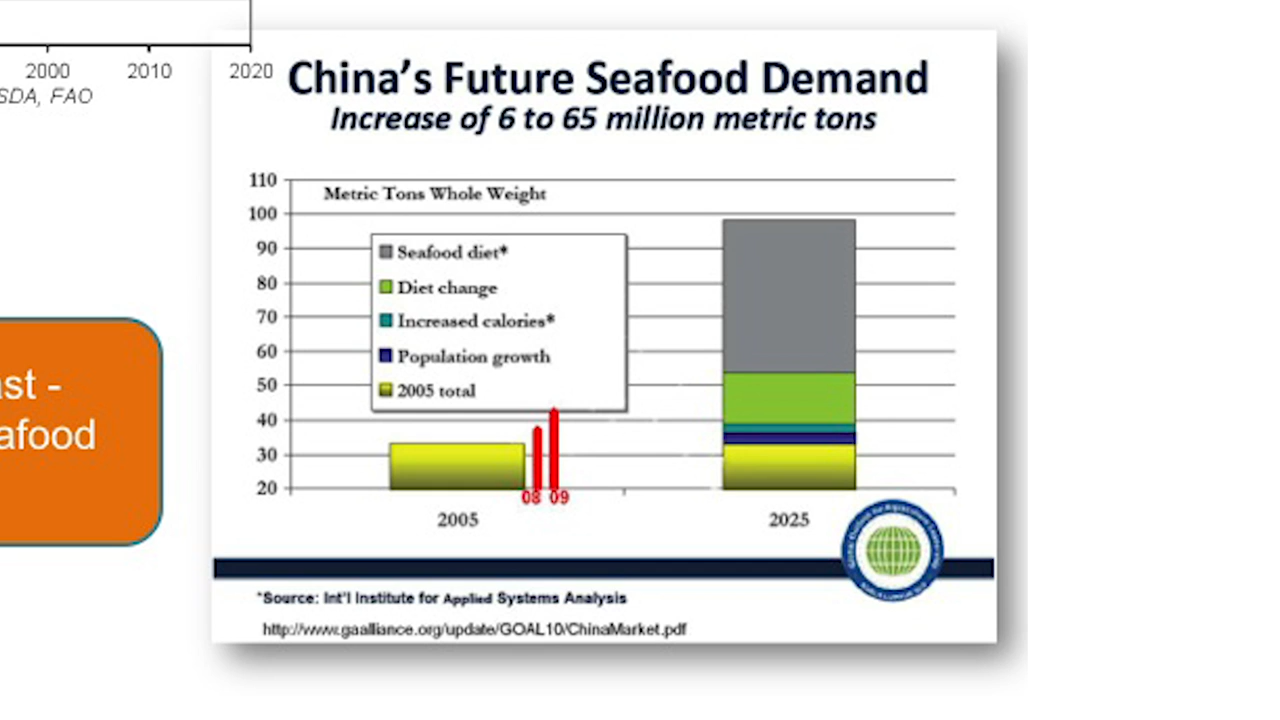 2000 2010 2020
SDA, FAO
ast -
eafood
China's Future Seafood Demand
Increase of 6 to 65 million metric tons
Metric Tons Whole Weight
110
100
90
80
70
60
50
40
30
20
Seafood diet*
Diet change
Increased calories*
Population growth
2005 total
08 09
2005 2025
*Source: Int'l Institute for Applied Systems Analysis
http://www.gaalliance.org/update/GOAL10/ChinaMarket.pdf